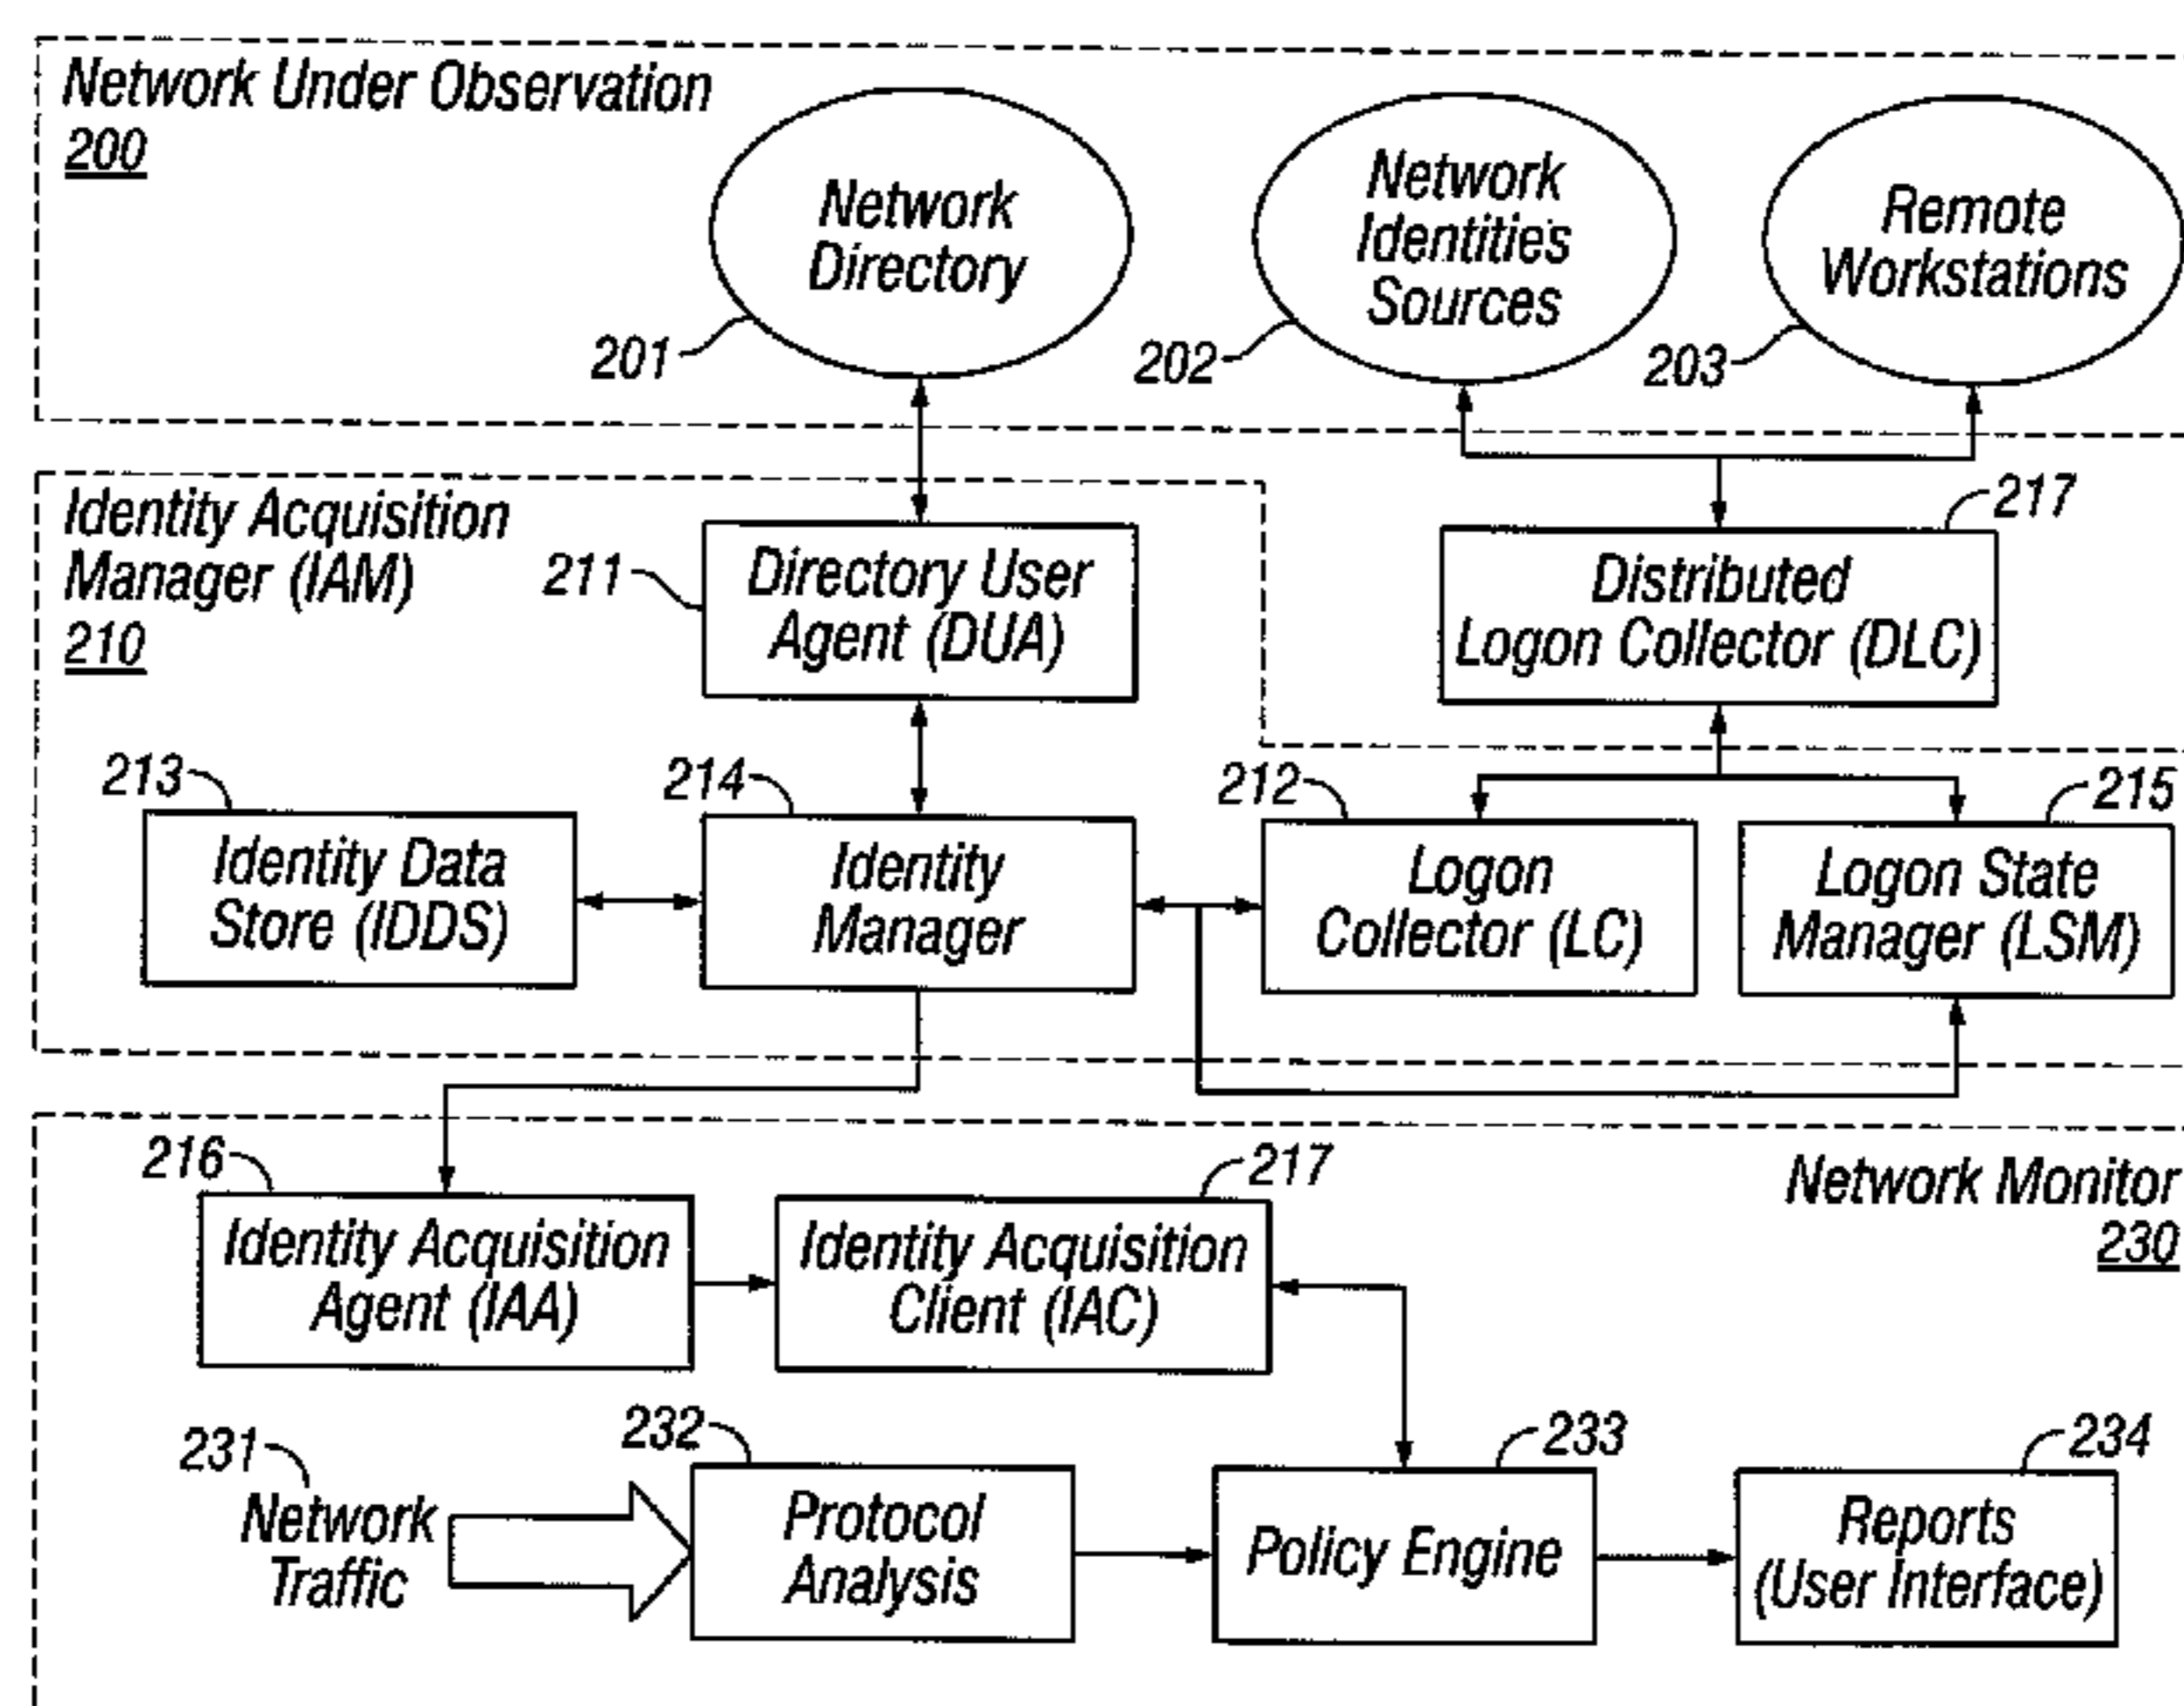 Network Under Observation
200
Network
Directory
201
Network
Identities
Sources
202
Remote
Workstations
203
Identity Acquisition
Manager (IAM)
210
211
Directory User
Agent (DUA)
217
Distributed
Logon Collector (DLC)
213
Identity Data
Store (IDDS)
214
Identity
Manager
212
Logon
Collector (LC)
215
Logon State
Manager (LSM)
216
Identity Acquisition
Agent (IAA)
217
Identity Acquisition
Client (IAC)
Network Monitor
230
231
Network
Traffic
232
Protocol
Analysis
233
Policy Engine
234
Reports
(User Interface)